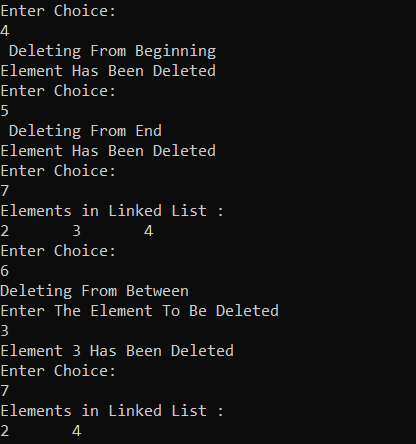 Enter Choice:
4
 Deleting From Beginning
Element Has Been Deleted
Enter Choice:
5
 Deleting From End
Element Has Been Deleted
Enter Choice:
7
Elements in Linked List :
2       3       4
Enter Choice:
6
Deleting From Between
Enter The Element To Be Deleted
3
Element 3 Has Been Deleted
Enter Choice:
7
Elements in Linked List :
2       4